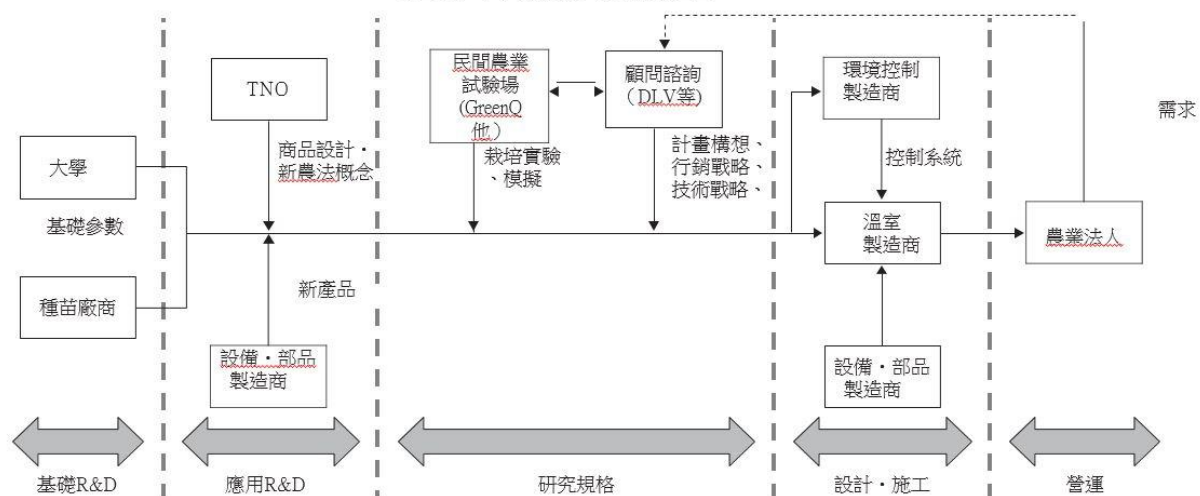 大學
基礎參數
種苗廠商
基礎R&D
TNO
商品設計・
新農法概念
新產品
設備・部品
製造商
應用R&D
民間農業
試驗場
(GreenQ
他）
栽培實驗
、模擬
顧問諮詢
（DLV等)
計畫構想、
行銷戰略、
技術戰略、
研究規格
環境控制
製造商
控制系統
溫室
製造商
設備・部品
製造商
設計・施工
需求
農業法人
營運